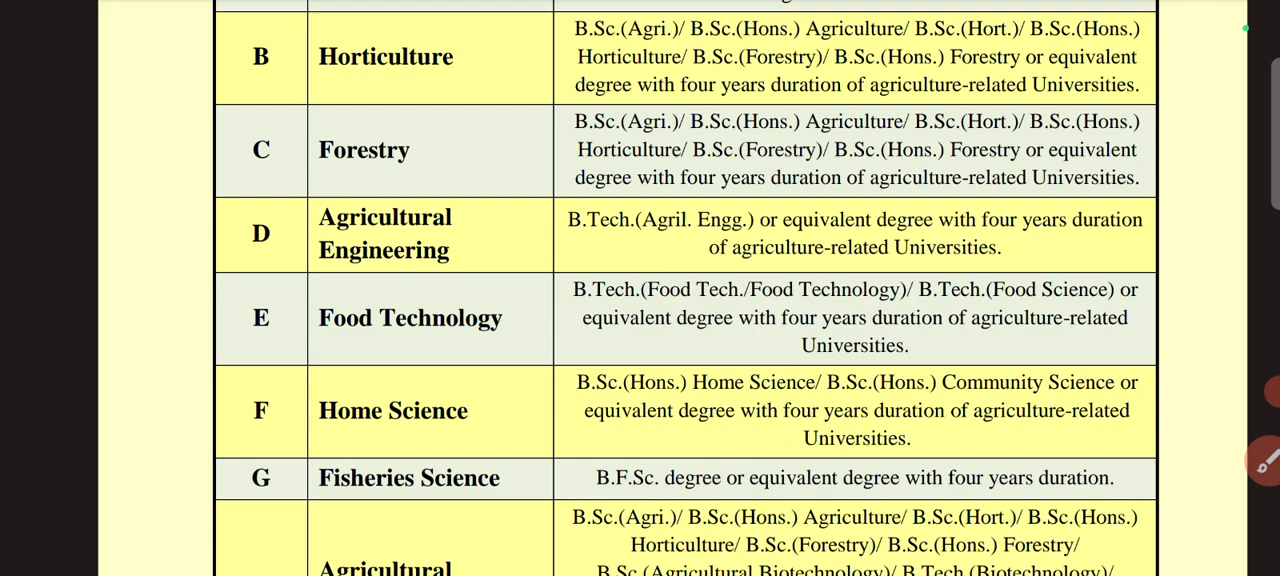 B
Horticulture
B.Sc.(Agri.)/ B.Sc.(Hons.) Agriculture/ B.Sc.(Hort.)/ B.Sc.(Hons.)
Horticulture/ B.Sc.(Forestry)/ B.Sc.(Hons.) Forestry or equivalent
degree with four years duration of agriculture-related Universities.
C
Forestry
B.Sc.(Agri.)/ B.Sc.(Hons.) Agriculture/ B.Sc.(Hort.)/ B.Sc.(Hons.)
Horticulture/ B.Sc.(Forestry)/ B.Sc.(Hons.) Forestry or equivalent
degree with four years duration of agriculture-related Universities.
D
Agricultural
Engineering
B.Tech.(Agril. Engg.) or equivalent degree with four years duration
of agriculture-related Universities.
E
Food Technology
B.Tech.(Food Tech./Food Technology)/ B.Tech.(Food Science) or
equivalent degree with four years duration of agriculture-related
Universities.
F
Home Science
B.Sc.(Hons.) Home Science/ B.Sc.(Hons.) Community Science or
equivalent degree with four years duration of agriculture-related
Universities.
G
Fisheries Science
B.F.Sc. degree or equivalent degree with four years duration.
Agricultural
B.Sc.(Agri.)/ B.Sc.(Hons.) Agriculture/ B.Sc.(Hort.)/ B.Sc.(Hons.)
Horticulture/ B.Sc.(Forestry)/ B.Sc.(Hons.) Forestry/
B.Sc.(Agricultural Biotechnology)/ B.Tech.(Biotechnology)/